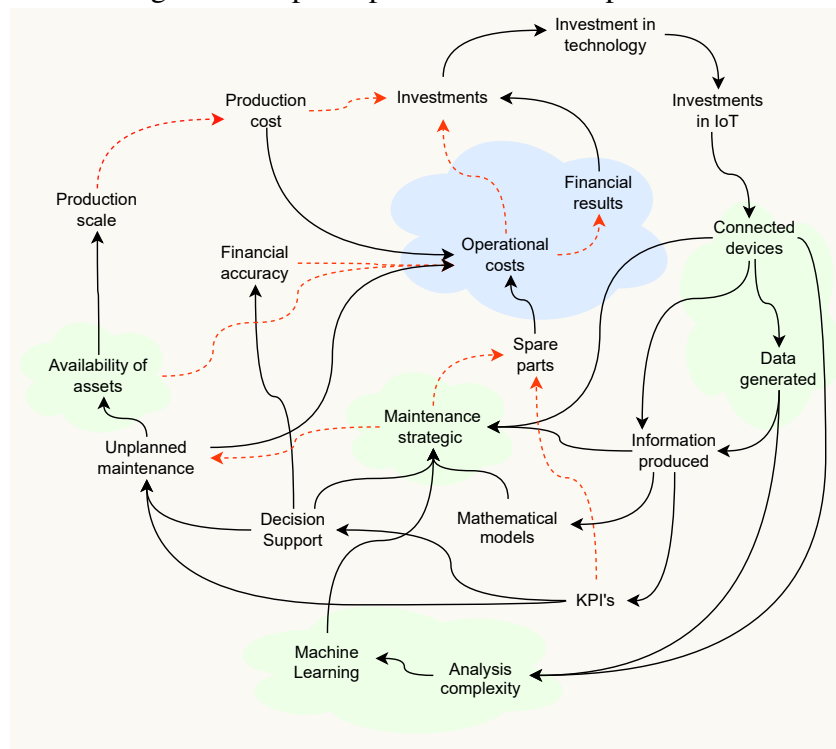 Investment in
technology
Production
cost
Investments
Investments
in IoT
Production
scale
Financial
results
Connected
devices
Financial
accuracy
Operational
costs
Spare
parts
Data
generated
Availability of
assets
Maintenance
strategic
Unplanned
maintenance
Information
produced
Decision
Support
Mathematical
models
KPI's
Machine
Learning
Analysis
complexity